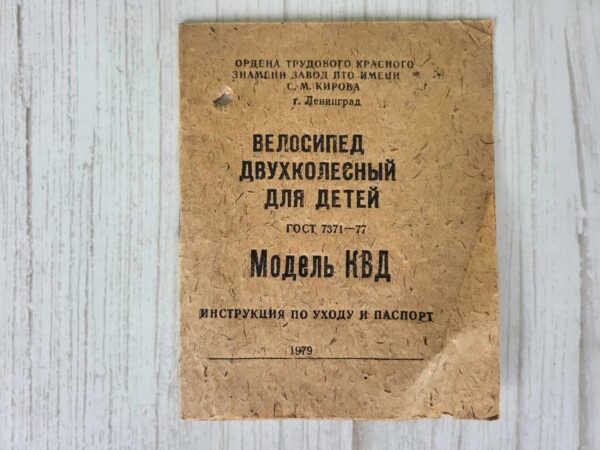 ОРДЕНА ТРУДОВОГО КРАСНОГО
ЗНАМЕНИ ЗАВОД ПТО ИМЕНИ
С. М. КИРОВА
г. Ленинград
ВЕЛОСИПЕД
ДВУХКОЛЕСНЫЙ
ДЛЯ ДЕТЕЙ
ГОСТ 7371—77
Модель КВД
ИНСТРУКЦИЯ ПО УХОДУ И ПАСПОРТ
1979